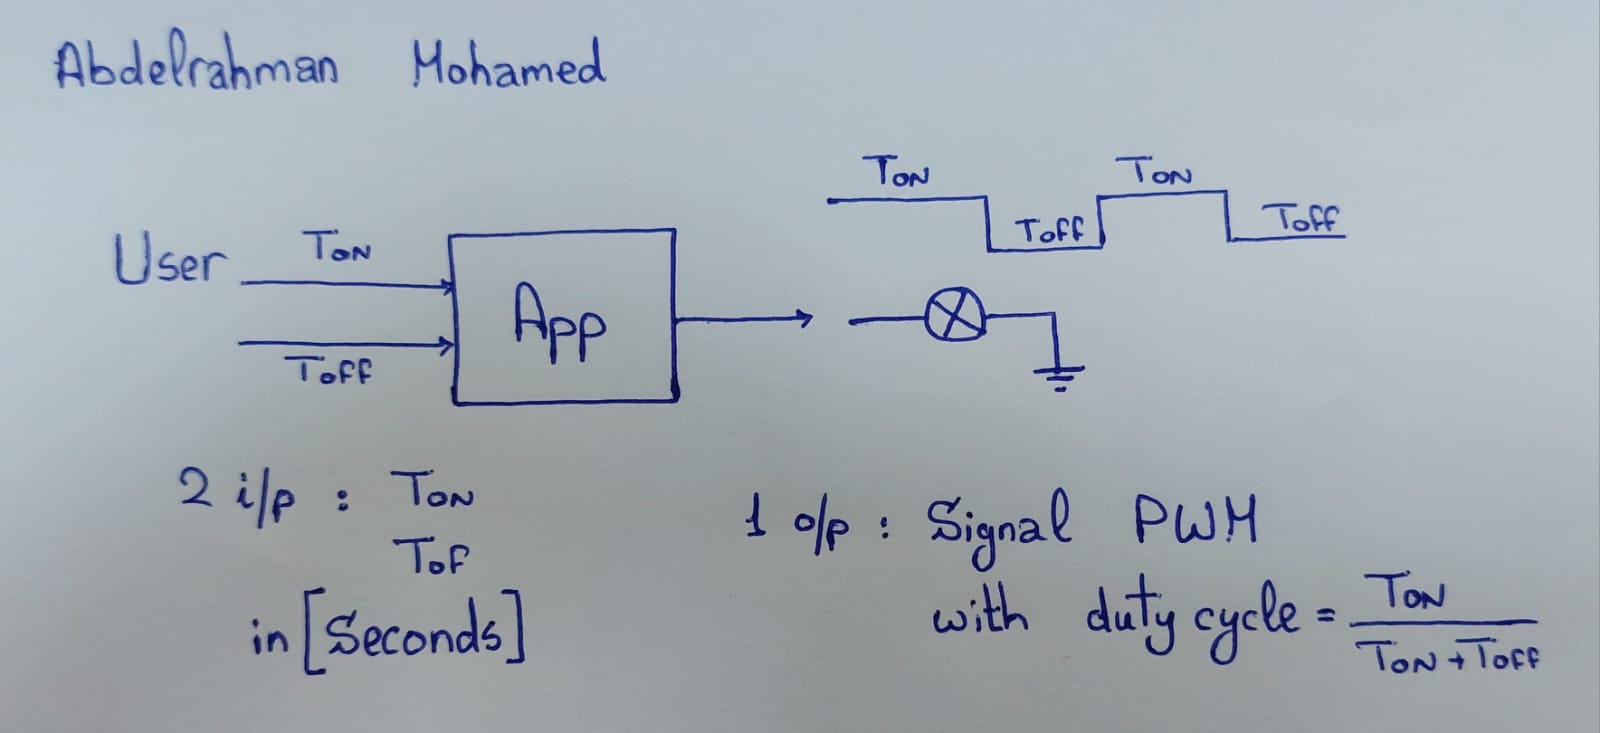 Abdelrahman Mohamed
TON TON
TOFF TOFF
User TON
App
TOFF
2 i/p : TON
TOF
in [Seconds]
1 o/p : Signal PWM
with duty cycle = TON
TON + TOFF